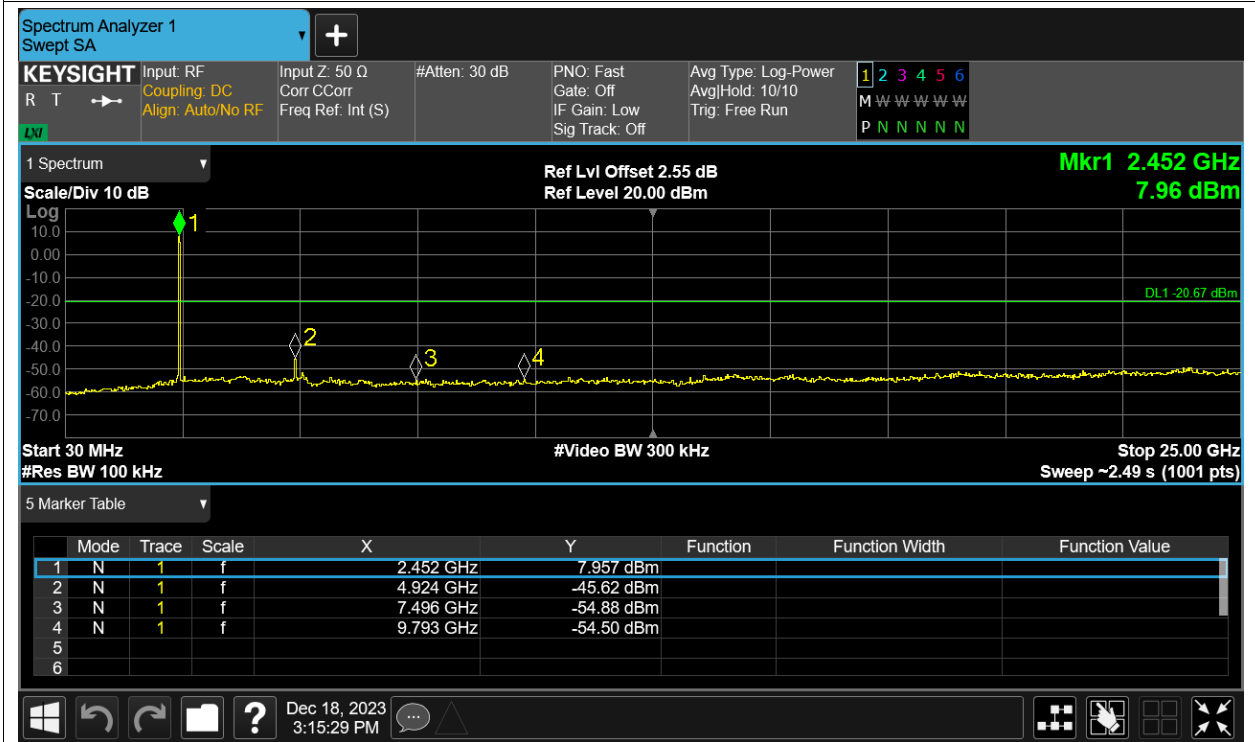 Spectrum Analyzer 1
Swept SA
+
KEYSIGHT
R T
LXI
Input: RF
Coupling: DC
Align: Auto/No RF
Input Z: 50 Ω
Corr CCorr
Freq Ref: Int (S)
#Atten: 30 dB
PNO: Fast
Gate: Off
IF Gain: Low
Sig Track: Off
Avg Type: Log-Power
Avg|Hold: 10/10
Trig: Free Run
1 2 3 4 5 6
M W W W W W
P N N N N N
1 Spectrum
Scale/Div 10 dB
Ref Lvl Offset 2.55 dB
Ref Level 20.00 dBm
Mkr1 2.452 GHz
7.96 dBm
Log
10.0
0.00
-10.0
-20.0
-30.0
-40.0
-50.0
-60.0
-70.0
1
2
3
4
DL1 -20.67 dBm
Start 30 MHz
#Res BW 100 kHz
#Video BW 300 kHz
Stop 25.00 GHz
Sweep ~2.49 s (1001 pts)
5 Marker Table
Mode Trace Scale X Y Function Function Width Function Value
1 N 1 f 2.452 GHz 7.957 dBm
2 N 1 f 4.924 GHz -45.62 dBm
3 N 1 f 7.496 GHz -54.88 dBm
4 N 1 f 9.793 GHz -54.50 dBm
5
6
?
Dec 18, 2023
3:15:29 PM